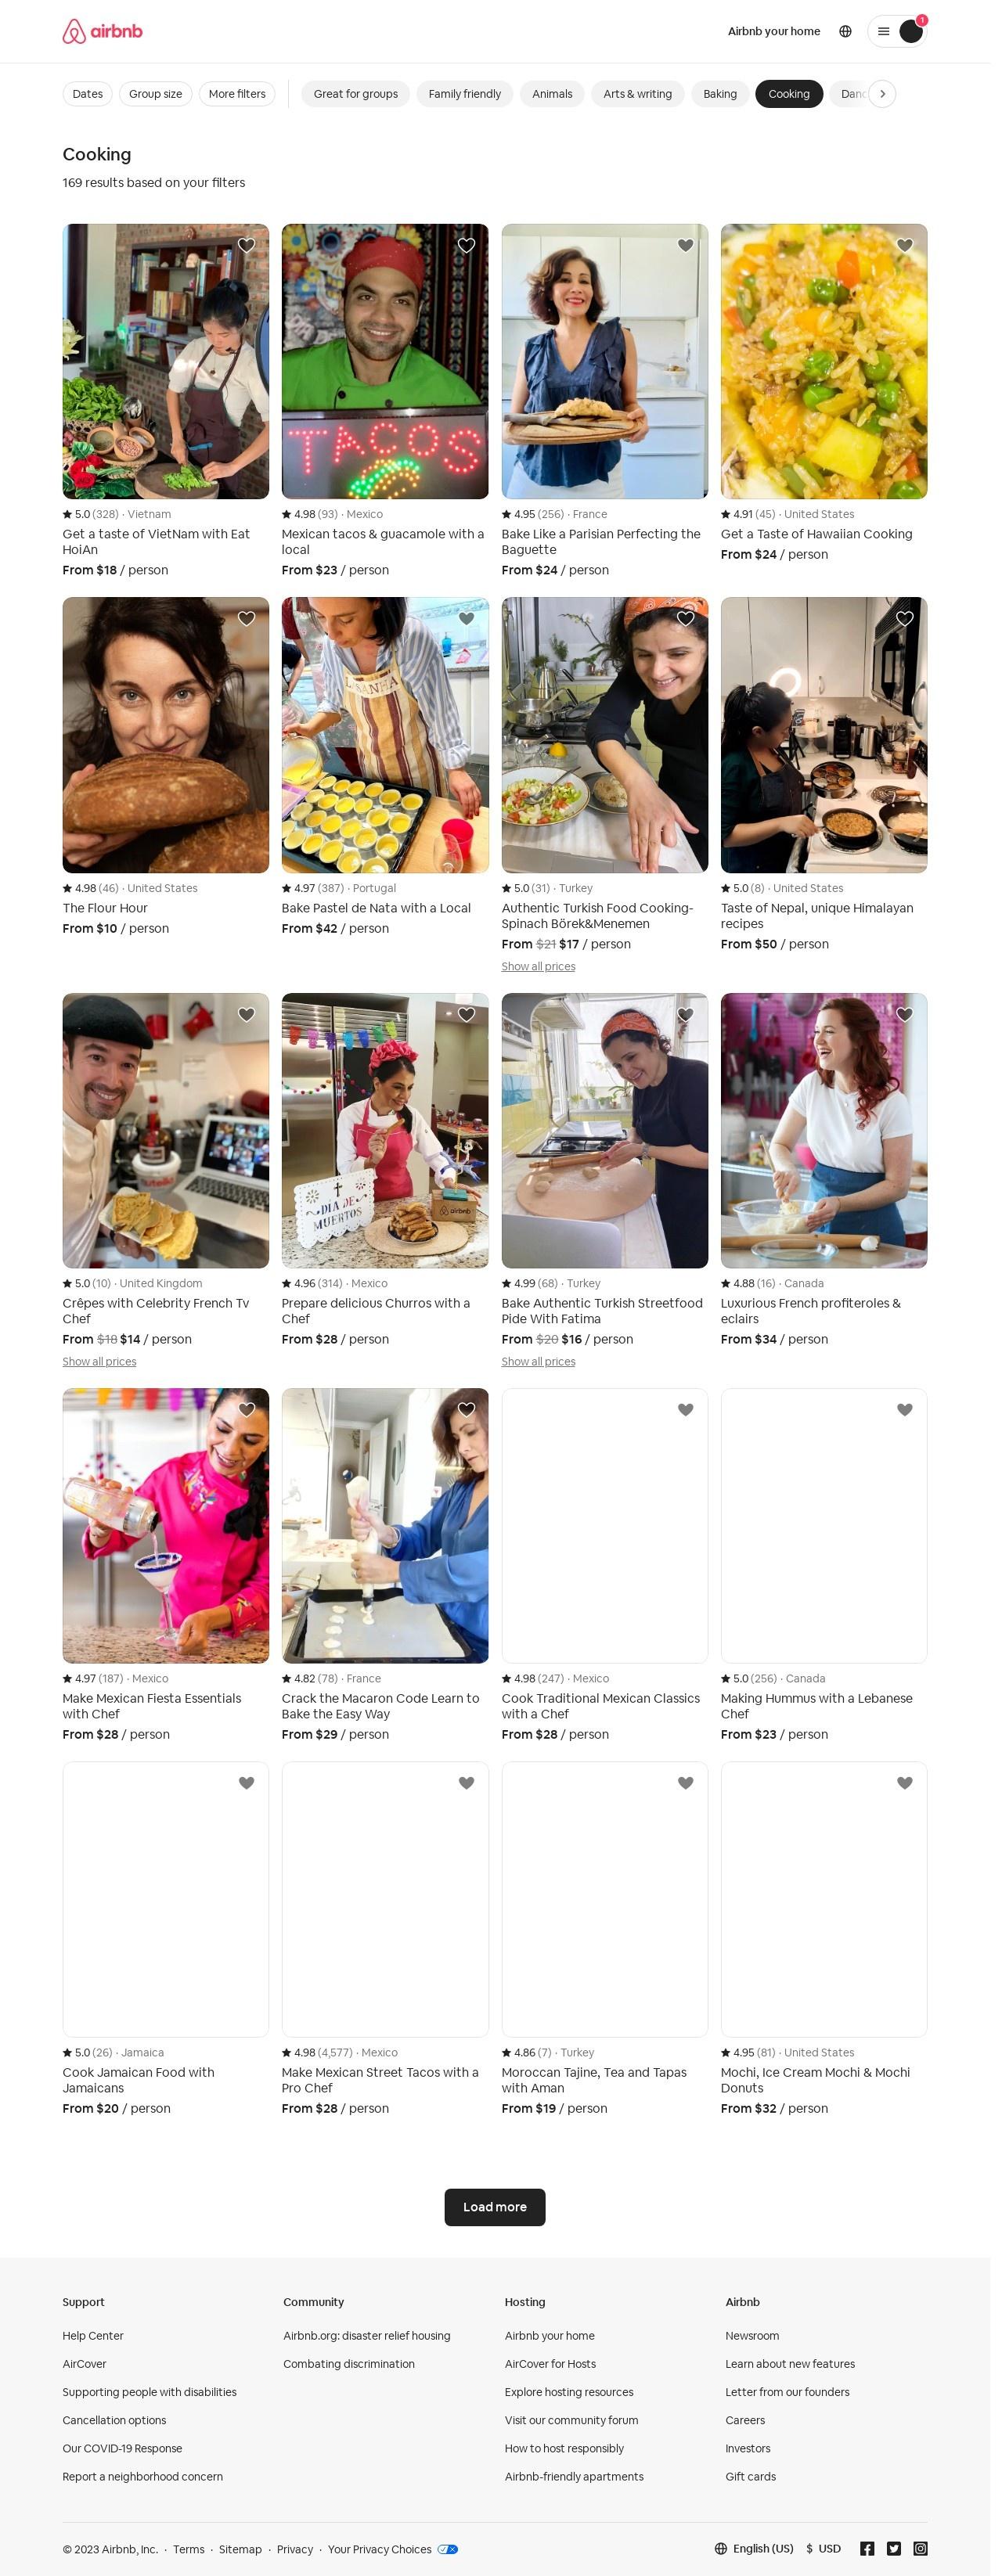 airbnb
Airbnb your home
1
Dates
Group size
More filters
Great for groups
Family friendly
Animals
Arts & writing
Baking
Cooking
Danc
Cooking
169 results based on your filters
TACOS
5.0 (328) · Vietnam
Get a taste of VietNam with Eat
HoiAn
From $18 / person
4.98 (93) · Mexico
Mexican tacos & guacamole with a
local
From $23 / person
4.95 (256) · France
Bake Like a Parisian Perfecting the
Baguette
From $24 / person
4.91 (45) · United States
Get a Taste of Hawaiian Cooking
From $24 / person
4.98 (46) · United States
The Flour Hour
From $10 / person
4.97 (387) · Portugal
Bake Pastel de Nata with a Local
From $42 / person
5.0 (31) · Turkey
Authentic Turkish Food Cooking-
Spinach Börek&Menemen
From $21 $17 / person
Show all prices
5.0 (8) · United States
Taste of Nepal, unique Himalayan
recipes
From $50 / person
DIA DE
MUERTOS
airbnb
5.0 (10) · United Kingdom
Crêpes with Celebrity French Tv
Chef
From $18 $14 / person
Show all prices
4.96 (314) · Mexico
Prepare delicious Churros with a
Chef
From $28 / person
4.99 (68) · Turkey
Bake Authentic Turkish Streetfood
Pide With Fatima
From $20 $16 / person
Show all prices
4.88 (16) · Canada
Luxurious French profiteroles &
eclairs
From $34 / person
4.97 (187) · Mexico
Make Mexican Fiesta Essentials
with Chef
From $28 / person
4.82 (78) · France
Crack the Macaron Code Learn to
Bake the Easy Way
From $29 / person
4.98 (247) · Mexico
Cook Traditional Mexican Classics
with a Chef
From $28 / person
5.0 (256) · Canada
Making Hummus with a Lebanese
Chef
From $23 / person
5.0 (26) · Jamaica
Cook Jamaican Food with
Jamaicans
From $20 / person
4.98 (4,577) · Mexico
Make Mexican Street Tacos with a
Pro Chef
From $28 / person
4.86 (7) · Turkey
Moroccan Tajine, Tea and Tapas
with Aman
From $19 / person
4.95 (81) · United States
Mochi, Ice Cream Mochi & Mochi
Donuts
From $32 / person
Load more
Support
Help Center
AirCover
Supporting people with disabilities
Cancellation options
Our COVID-19 Response
Report a neighborhood concern
Community
Airbnb.org: disaster relief housing
Combating discrimination
Hosting
Airbnb your home
AirCover for Hosts
Explore hosting resources
Visit our community forum
How to host responsibly
Airbnb-friendly apartments
Airbnb
Newsroom
Learn about new features
Letter from our founders
Careers
Investors
Gift cards
© 2023 Airbnb, Inc. · Terms · Sitemap · Privacy · Your Privacy Choices
English (US)
$ USD